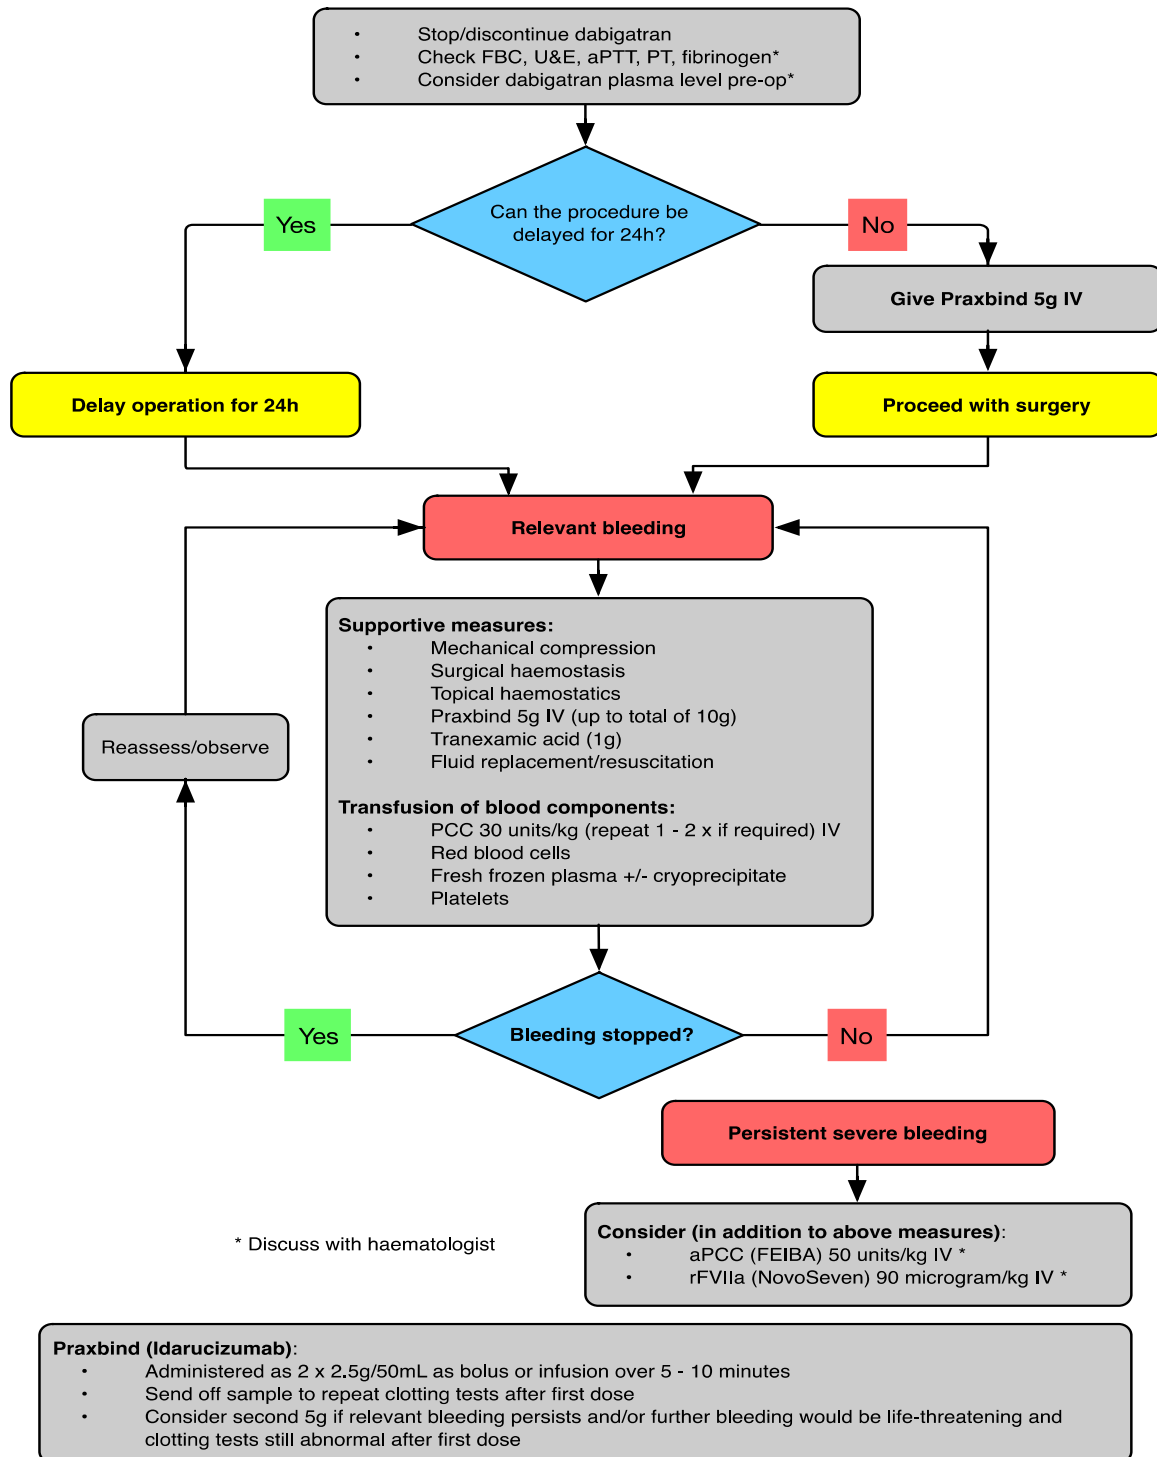 • Stop/discontinue dabigatran
• Check FBC, U&E, aPTT, PT, fibrinogen*
• Consider dabigatran plasma level pre-op*
Can the procedure be
delayed for 24h?
Yes
No
Give Praxbind 5g IV
Delay operation for 24h
Proceed with surgery
Relevant bleeding
Supportive measures:
• Mechanical compression
• Surgical haemostasis
• Topical haemostatics
• Praxbind 5g IV (up to total of 10g)
• Tranexamic acid (1g)
• Fluid replacement/resuscitation
Transfusion of blood components:
• PCC 30 units/kg (repeat 1 - 2 x if required) IV
• Red blood cells
• Fresh frozen plasma +/- cryoprecipitate
• Platelets
Reassess/observe
Bleeding stopped?
Yes
No
Persistent severe bleeding
* Discuss with haematologist
Consider (in addition to above measures):
• aPCC (FEIBA) 50 units/kg IV *
• rFVIIa (NovoSeven) 90 microgram/kg IV *
Praxbind (Idarucizumab):
• Administered as 2 x 2.5g/50mL as bolus or infusion over 5 - 10 minutes
• Send off sample to repeat clotting tests after first dose
• Consider second 5g if relevant bleeding persists and/or further bleeding would be life-threatening and
clotting tests still abnormal after first dose